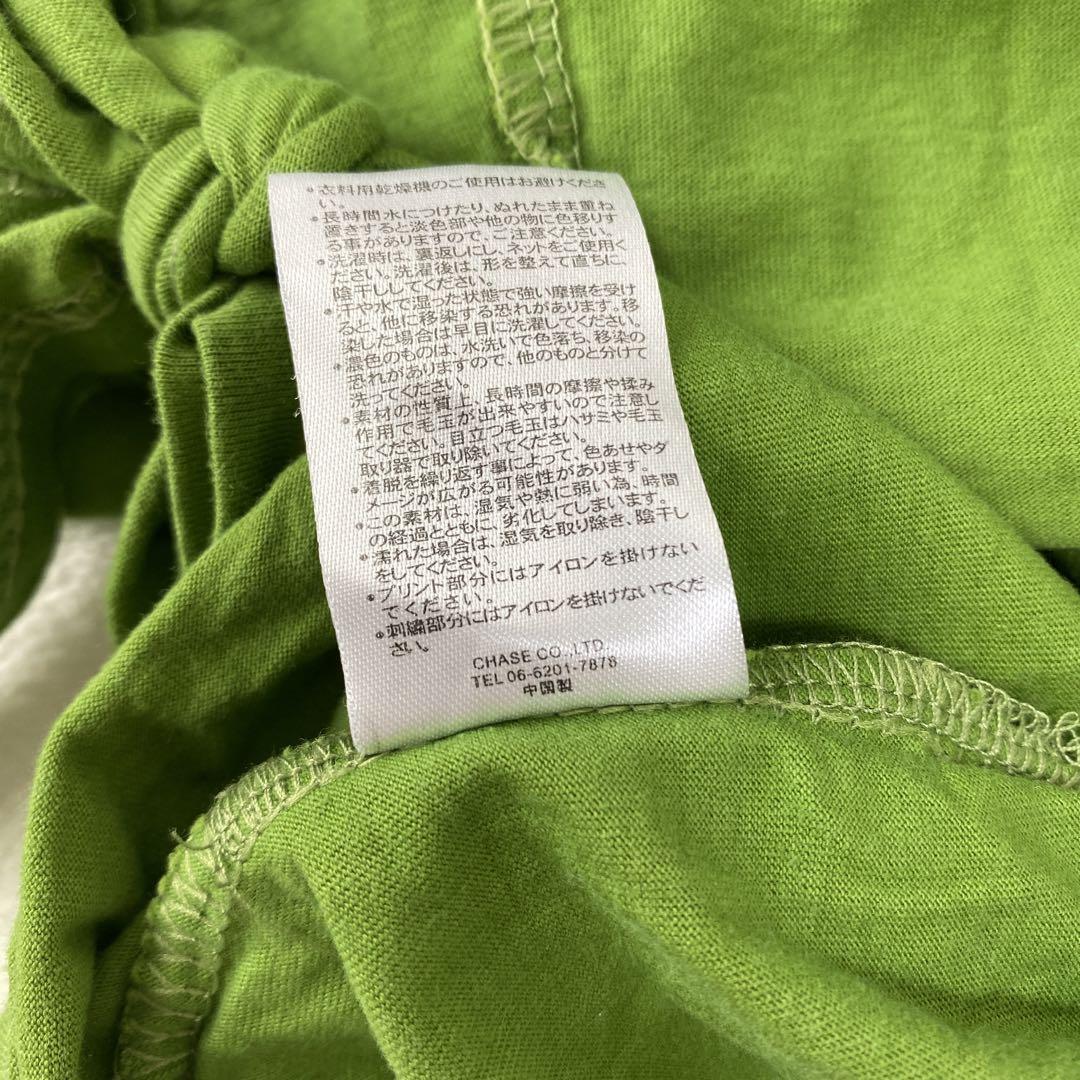 •衣料用乾燥機のご使用はお避けくださ
い。
•長時間水につけたり、ぬれたまま重ね
置きすると淡色部や他の物に色移りす
る事がありますので、ご注意ください。
•洗濯時は、裏返しにし、ネットをご使用く
ださい。洗濯後は、形を整えて直ちに、
陰干ししてください。
•汗や水で湿った状態で強い摩擦を受け
ると、他に移染する恐れがあります。移
染した場合は早目に洗濯してください。
•濃色のものは、水洗いで色落ち、移染の
恐れがありますので、他のものと分けて
洗ってください。
•素材の性質上、長時間の摩擦や揉み
作用で毛玉が出来やすいので注意し
てください。目立つ毛玉はハサミや毛玉
取り器で取り除いてください。
•着脱を繰り返す事によって、色あせやダ
メージが広がる可能性があります。
•この素材は、湿気や熱に弱い為、時間
の経過とともに、劣化してしまいます。
•濡れた場合は、湿気を取り除き、陰干し
をしてください。
•プリント部分にはアイロンを掛けない
でください。
•刺繍部分にはアイロンを掛けないでくだ
さい。
CHASE CO.,LTD.
TEL 06-6201-7878
中国製